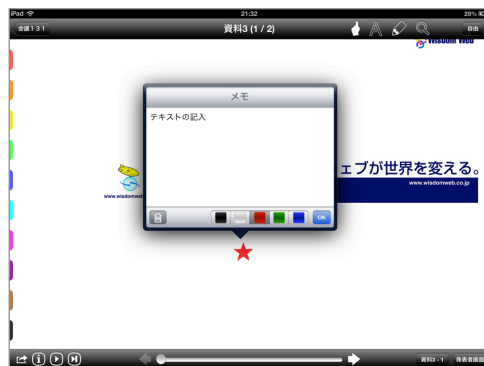 iPad 21:32 29%
会議131 資料3 (1 / 2) 自由
Wisdom Web
メモ
テキストの記入
ェブが世界を変える。
www.wisdomweb.co.jp
www.wisdomweb
OK
資料3 - 1 発表者画面